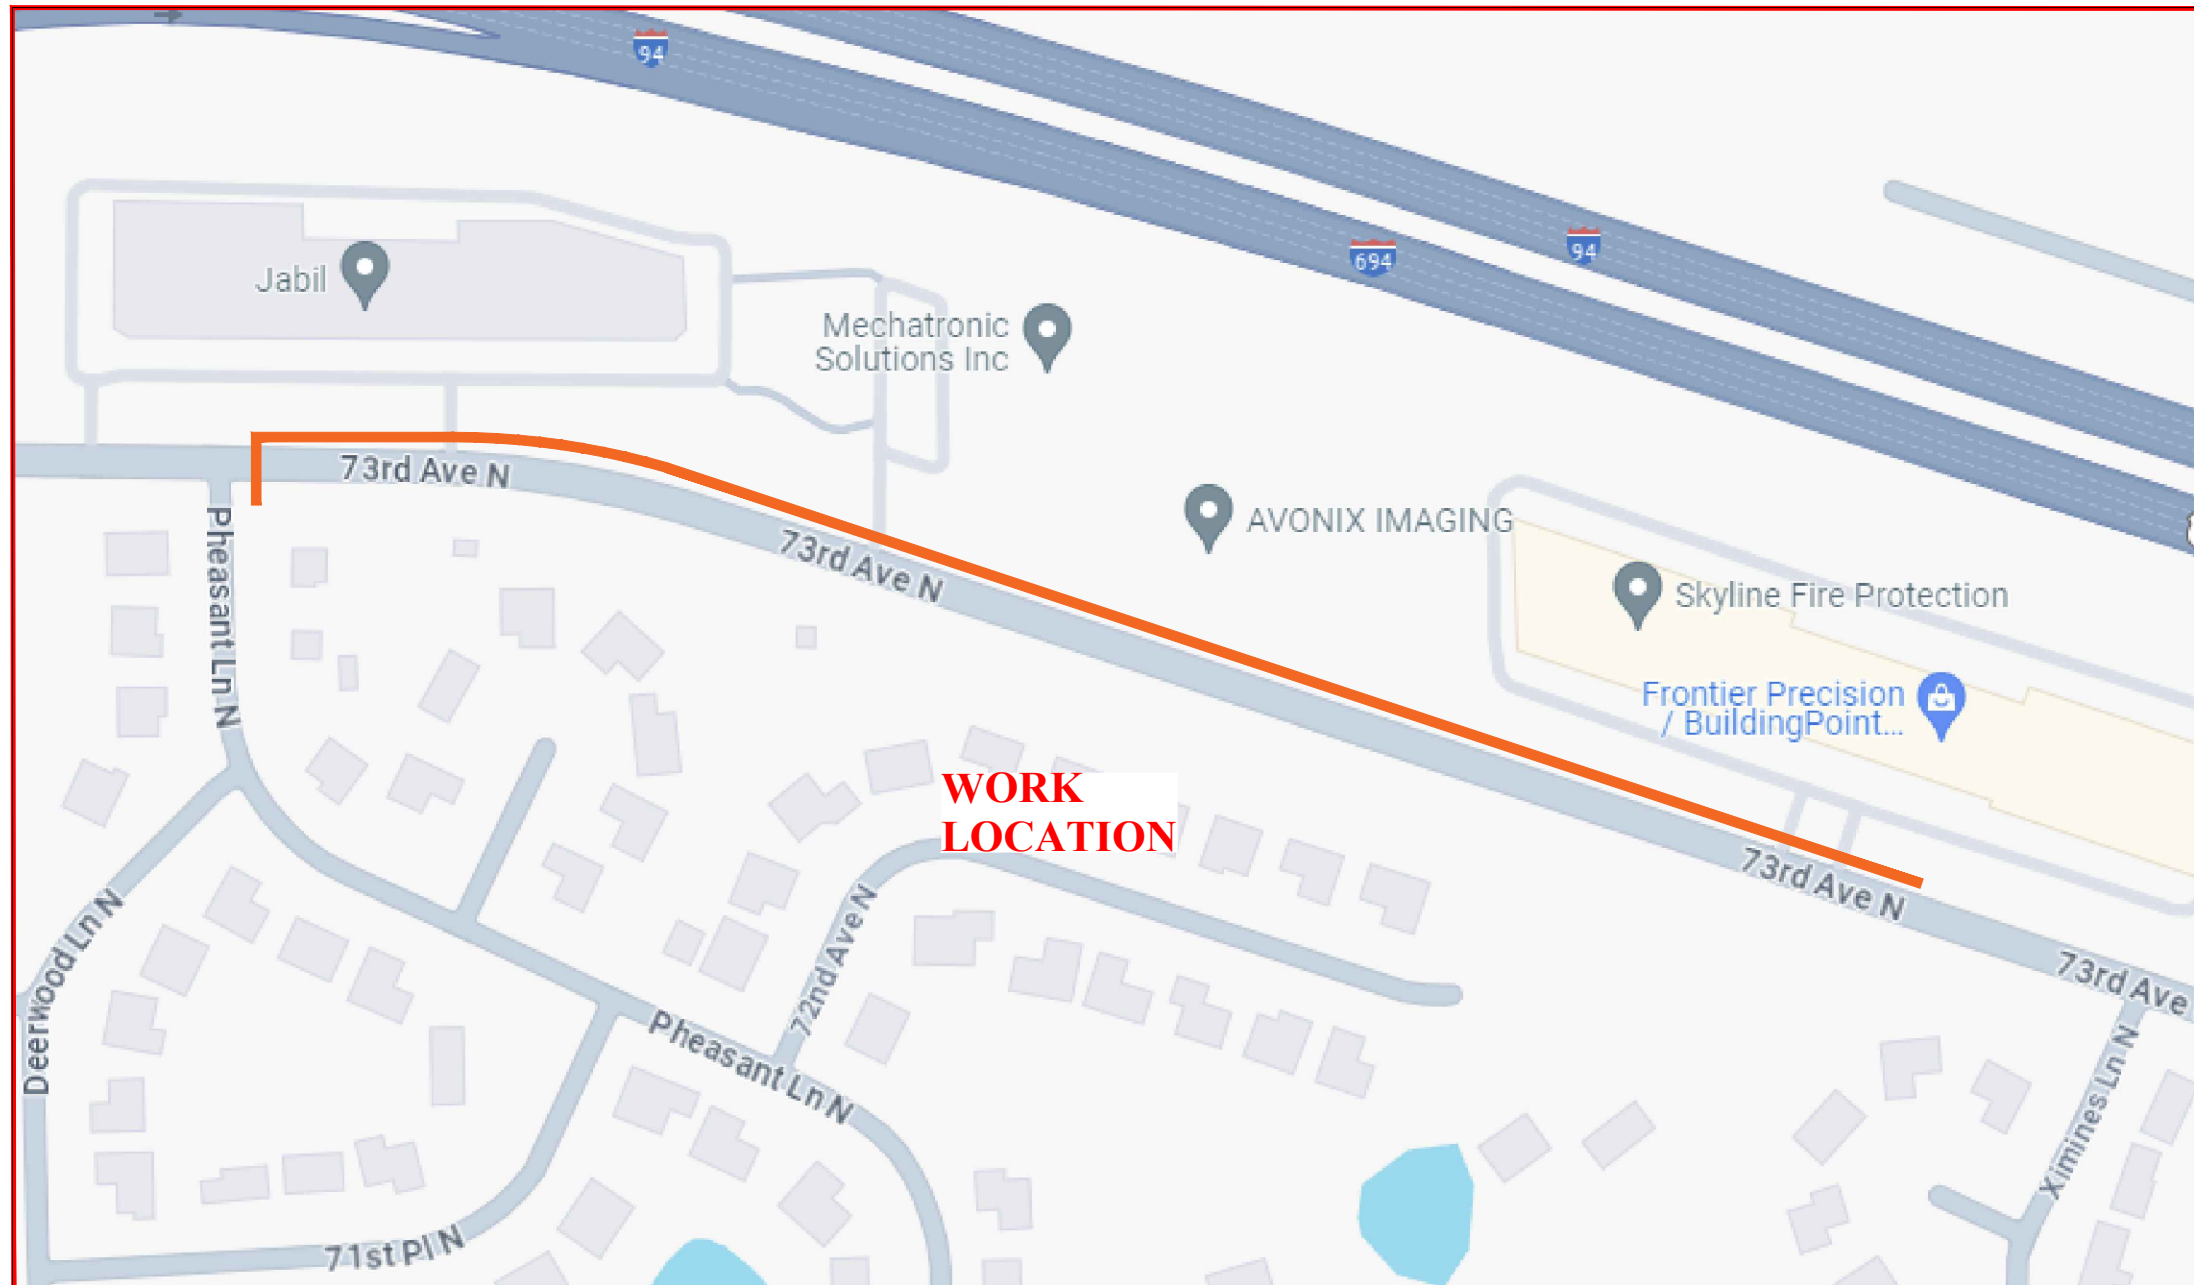 94
694
94
Jabil
Mechatronic
Solutions Inc
73rd Ave N
AVONIX IMAGING
73rd Ave N
Skyline Fire Protection
Pheasant Ln N
Frontier Precision
/ BuildingPoint...
WORK
LOCATION
73rd Ave N
72nd Ave N
Deerwood Ln N
73rd Ave
Pheasant Ln N
Ximines Ln N
71st Pl N